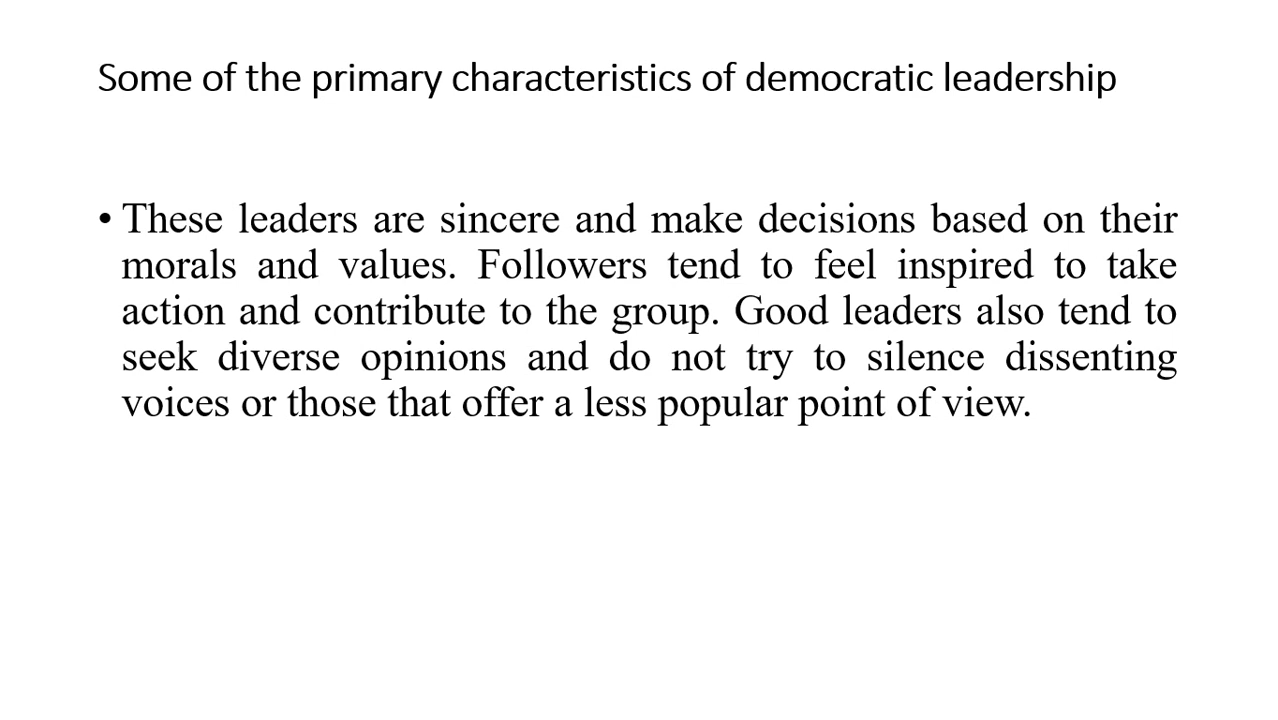 Some of the primary characteristics of democratic leadership
• These leaders are sincere and make decisions based on their
morals and values. Followers tend to feel inspired to take
action and contribute to the group. Good leaders also tend to
seek diverse opinions and do not try to silence dissenting
voices or those that offer a less popular point of view.